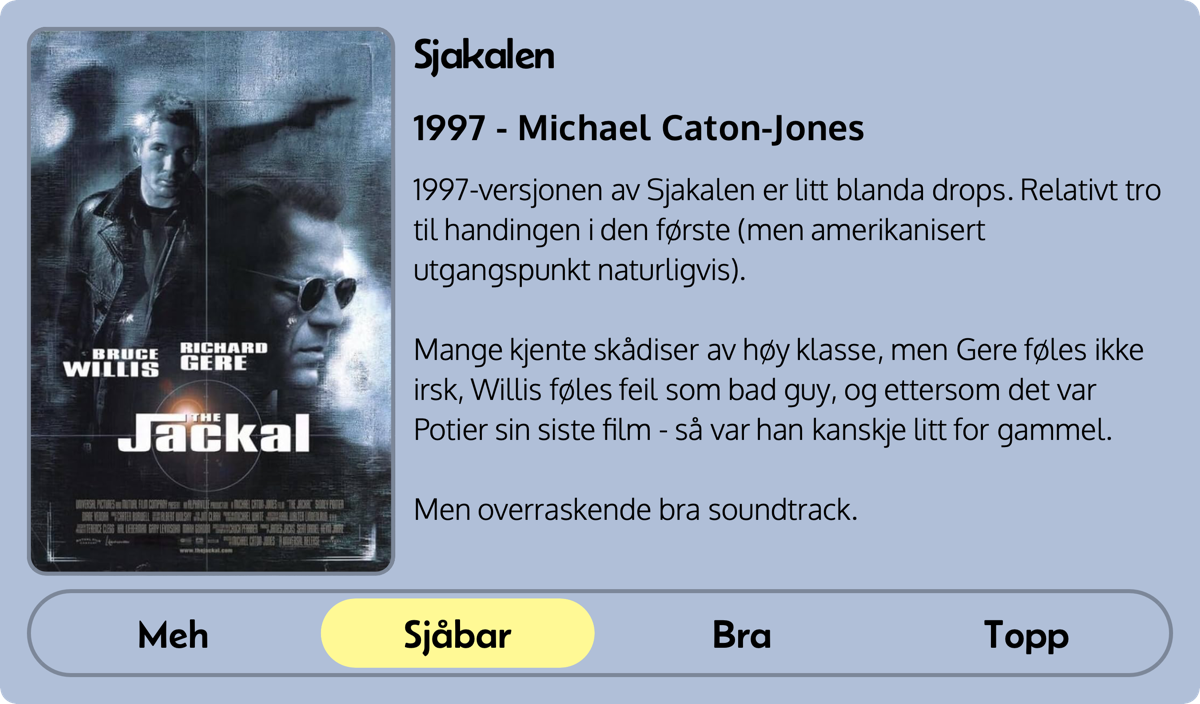 Sjakalen
1997 - Michael Caton-Jones
1997-versjonen av Sjakalen er litt blanda drops. Relativt tro
til handingen i den første (men amerikanisert
utgangspunkt naturligvis).
Mange kjente skådiser av høy klasse, men Gere føles ikke
irsk, Willis føles feil som bad guy, og ettersom det var
Potier sin siste film - så var han kanskje litt for gammel.
Men overraskende bra soundtrack.
BRUCE
WILLIS
RICHARD
GERE
THE
Jackal
www.thejackal.com
Meh
Sjåbar
Bra
Topp